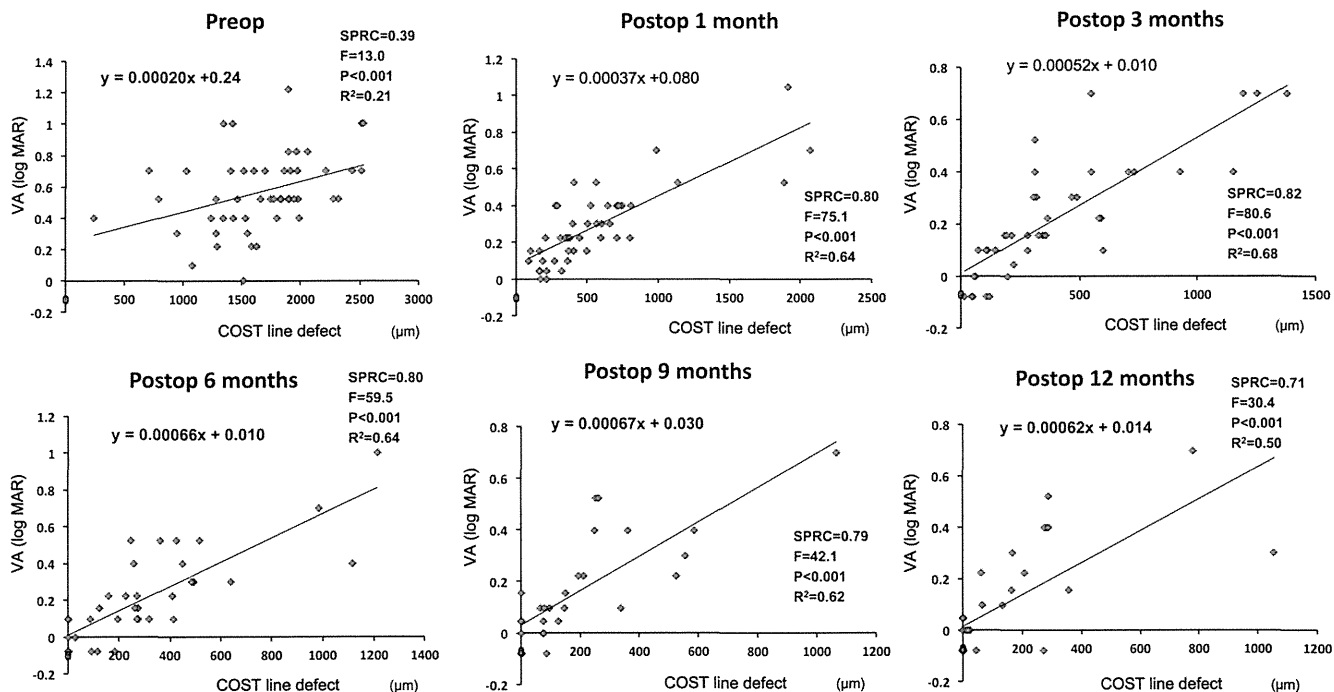 Preop
SPRC=0.39
F=13.0
P<0.001
R²=0.21
y = 0.00020x +0.24
VA (log MAR)
1.4
1.2
1
0.8
0.6
0.4
0.2
0
-0.2
0 500 1000 1500 2000 2500 3000
COST line defect (μm)
Postop 1 month
y = 0.00037x +0.080
VA (log MAR)
1.2
1
0.8
0.6
0.4
0.2
0
-0.2
SPRC=0.80
F=75.1
P<0.001
R²=0.64
0 500 1000 1500 2000 2500
COST line defect (μm)
Postop 3 months
y = 0.00052x + 0.010
VA (log MAR)
0.8
0.6
0.4
0.2
0
-0.2
SPRC=0.82
F=80.6
P<0.001
R²=0.68
0 500 1000 1500
COST line defect (μm)
Postop 6 months
SPRC=0.80
F=59.5
P<0.001
R²=0.64
y = 0.00066x + 0.010
VA (log MAR)
1.2
1
0.8
0.6
0.4
0.2
0
-0.2
0 200 400 600 800 1000 1200 1400
COST line defect (μm)
Postop 9 months
y = 0.00067x + 0.030
VA (log MAR)
0.8
0.6
0.4
0.2
0
-0.2
SPRC=0.79
F=42.1
P<0.001
R²=0.62
0 200 400 600 800 1000 1200
COST line defect (μm)
Postop 12 months
SPRC=0.71
F=30.4
P<0.001
R²=0.50
y = 0.00062x + 0.014
VA (log MAR)
0.8
0.6
0.4
0.2
0
-0.2
0 200 400 600 800 1000 1200
COST line defect (μm)